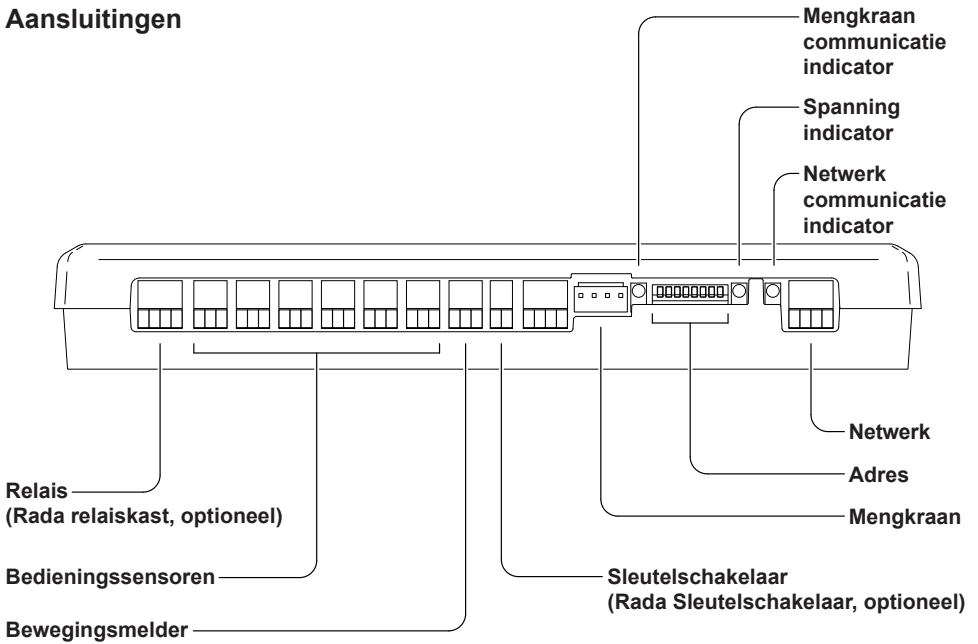 Aansluitingen
Mengkraan
communicatie
indicator
Spanning
indicator
Netwerk
communicatie
indicator
Netwerk
Adres
Mengkraan
Relais
(Rada relaiskast, optioneel)
Bedieningssensoren
Sleutelschakelaar
(Rada Sleutelschakelaar, optioneel)
Bewegingsmelder